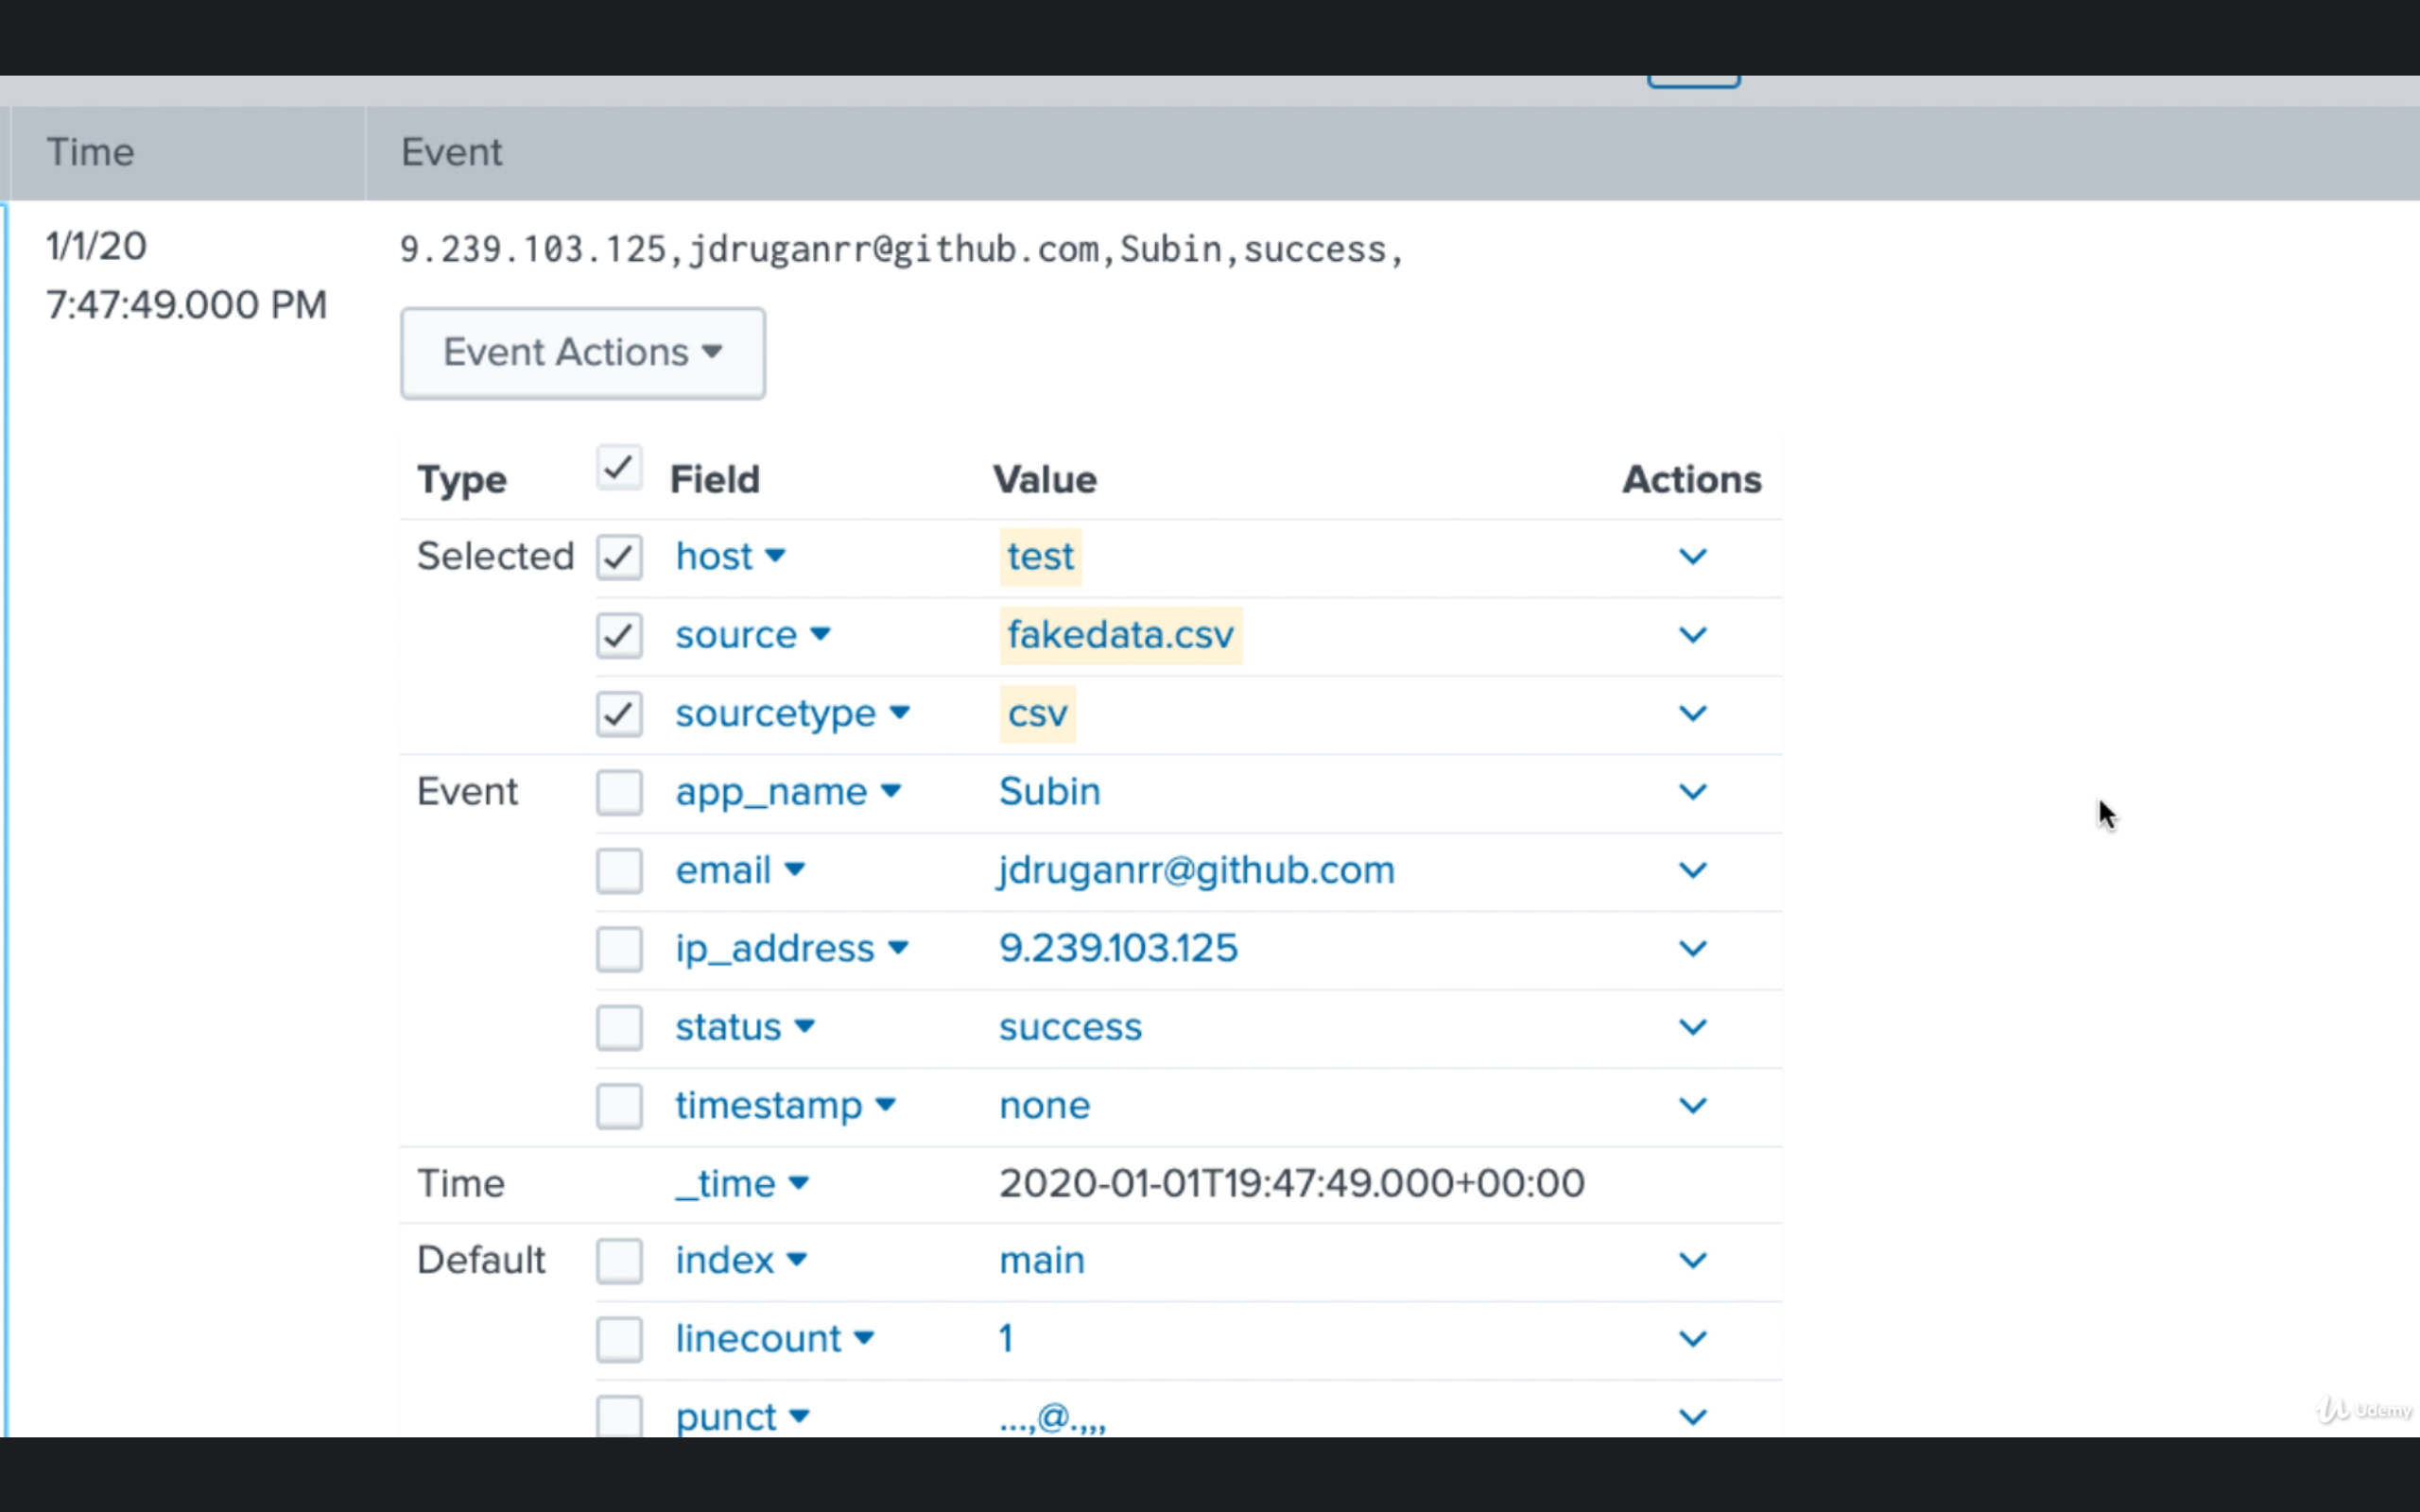 Time Event
1/1/20 9.239.103.125,jdruganrr@github.com,Subin,success,
7:47:49.000 PM
Event Actions
Type Field Value Actions
Selected host test
source fakedata.csv
sourcetype csv
Event app_name Subin
email jdruganrr@github.com
ip_address 9.239.103.125
status success
timestamp none
Time _time 2020-01-01T19:47:49.000+00:00
Default index main
linecount 1
punct ...,@.,,,
Udemy